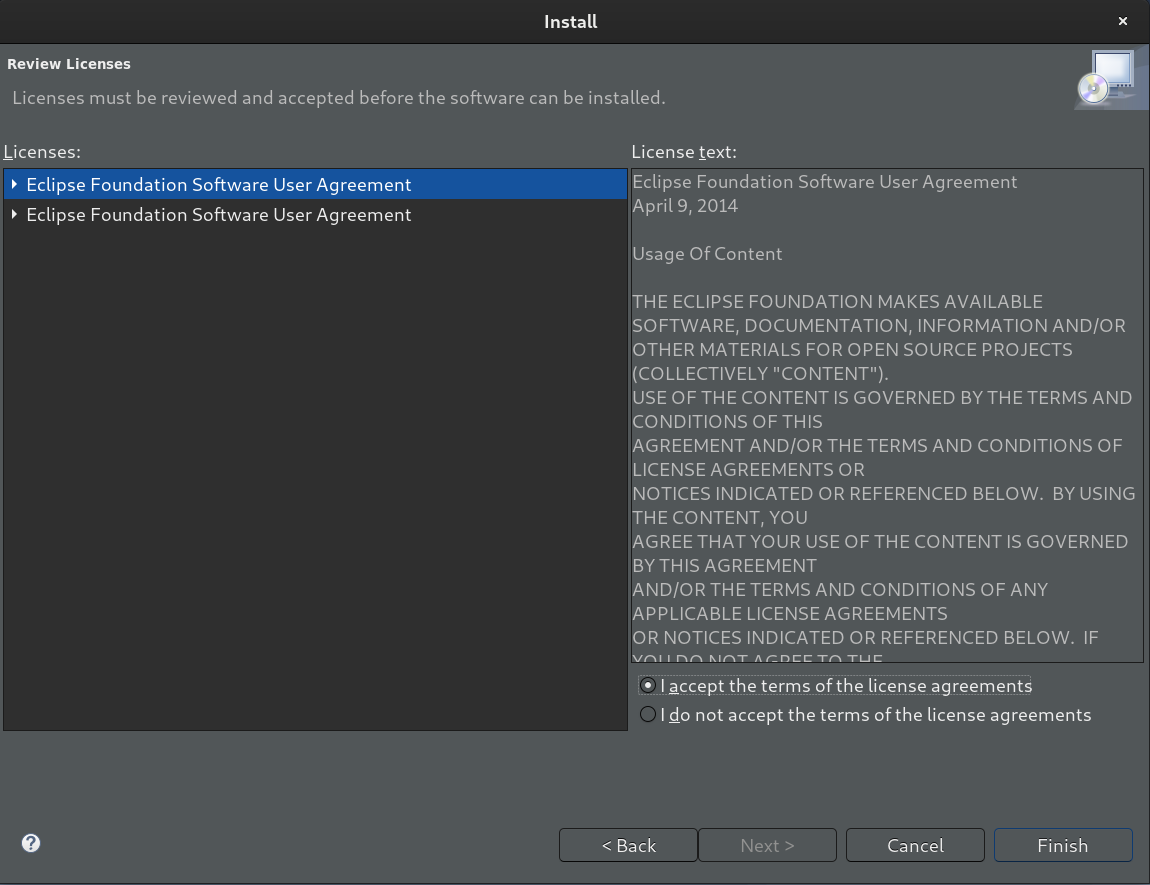 Install
Review Licenses
Licenses must be reviewed and accepted before the software can be installed.
Licenses:
Eclipse Foundation Software User Agreement
Eclipse Foundation Software User Agreement
License text:
Eclipse Foundation Software User Agreement
April 9, 2014
Usage Of Content
THE ECLIPSE FOUNDATION MAKES AVAILABLE
SOFTWARE, DOCUMENTATION, INFORMATION AND/OR
OTHER MATERIALS FOR OPEN SOURCE PROJECTS
(COLLECTIVELY "CONTENT").
USE OF THE CONTENT IS GOVERNED BY THE TERMS AND
CONDITIONS OF THIS
AGREEMENT AND/OR THE TERMS AND CONDITIONS OF
LICENSE AGREEMENTS OR
NOTICES INDICATED OR REFERENCED BELOW.  BY USING
THE CONTENT, YOU
AGREE THAT YOUR USE OF THE CONTENT IS GOVERNED
BY THIS AGREEMENT
AND/OR THE TERMS AND CONDITIONS OF ANY
APPLICABLE LICENSE AGREEMENTS
OR NOTICES INDICATED OR REFERENCED BELOW.  IF
YOU DO NOT AGREE TO THE
I accept the terms of the license agreements
I do not accept the terms of the license agreements
< Back
Next >
Cancel
Finish